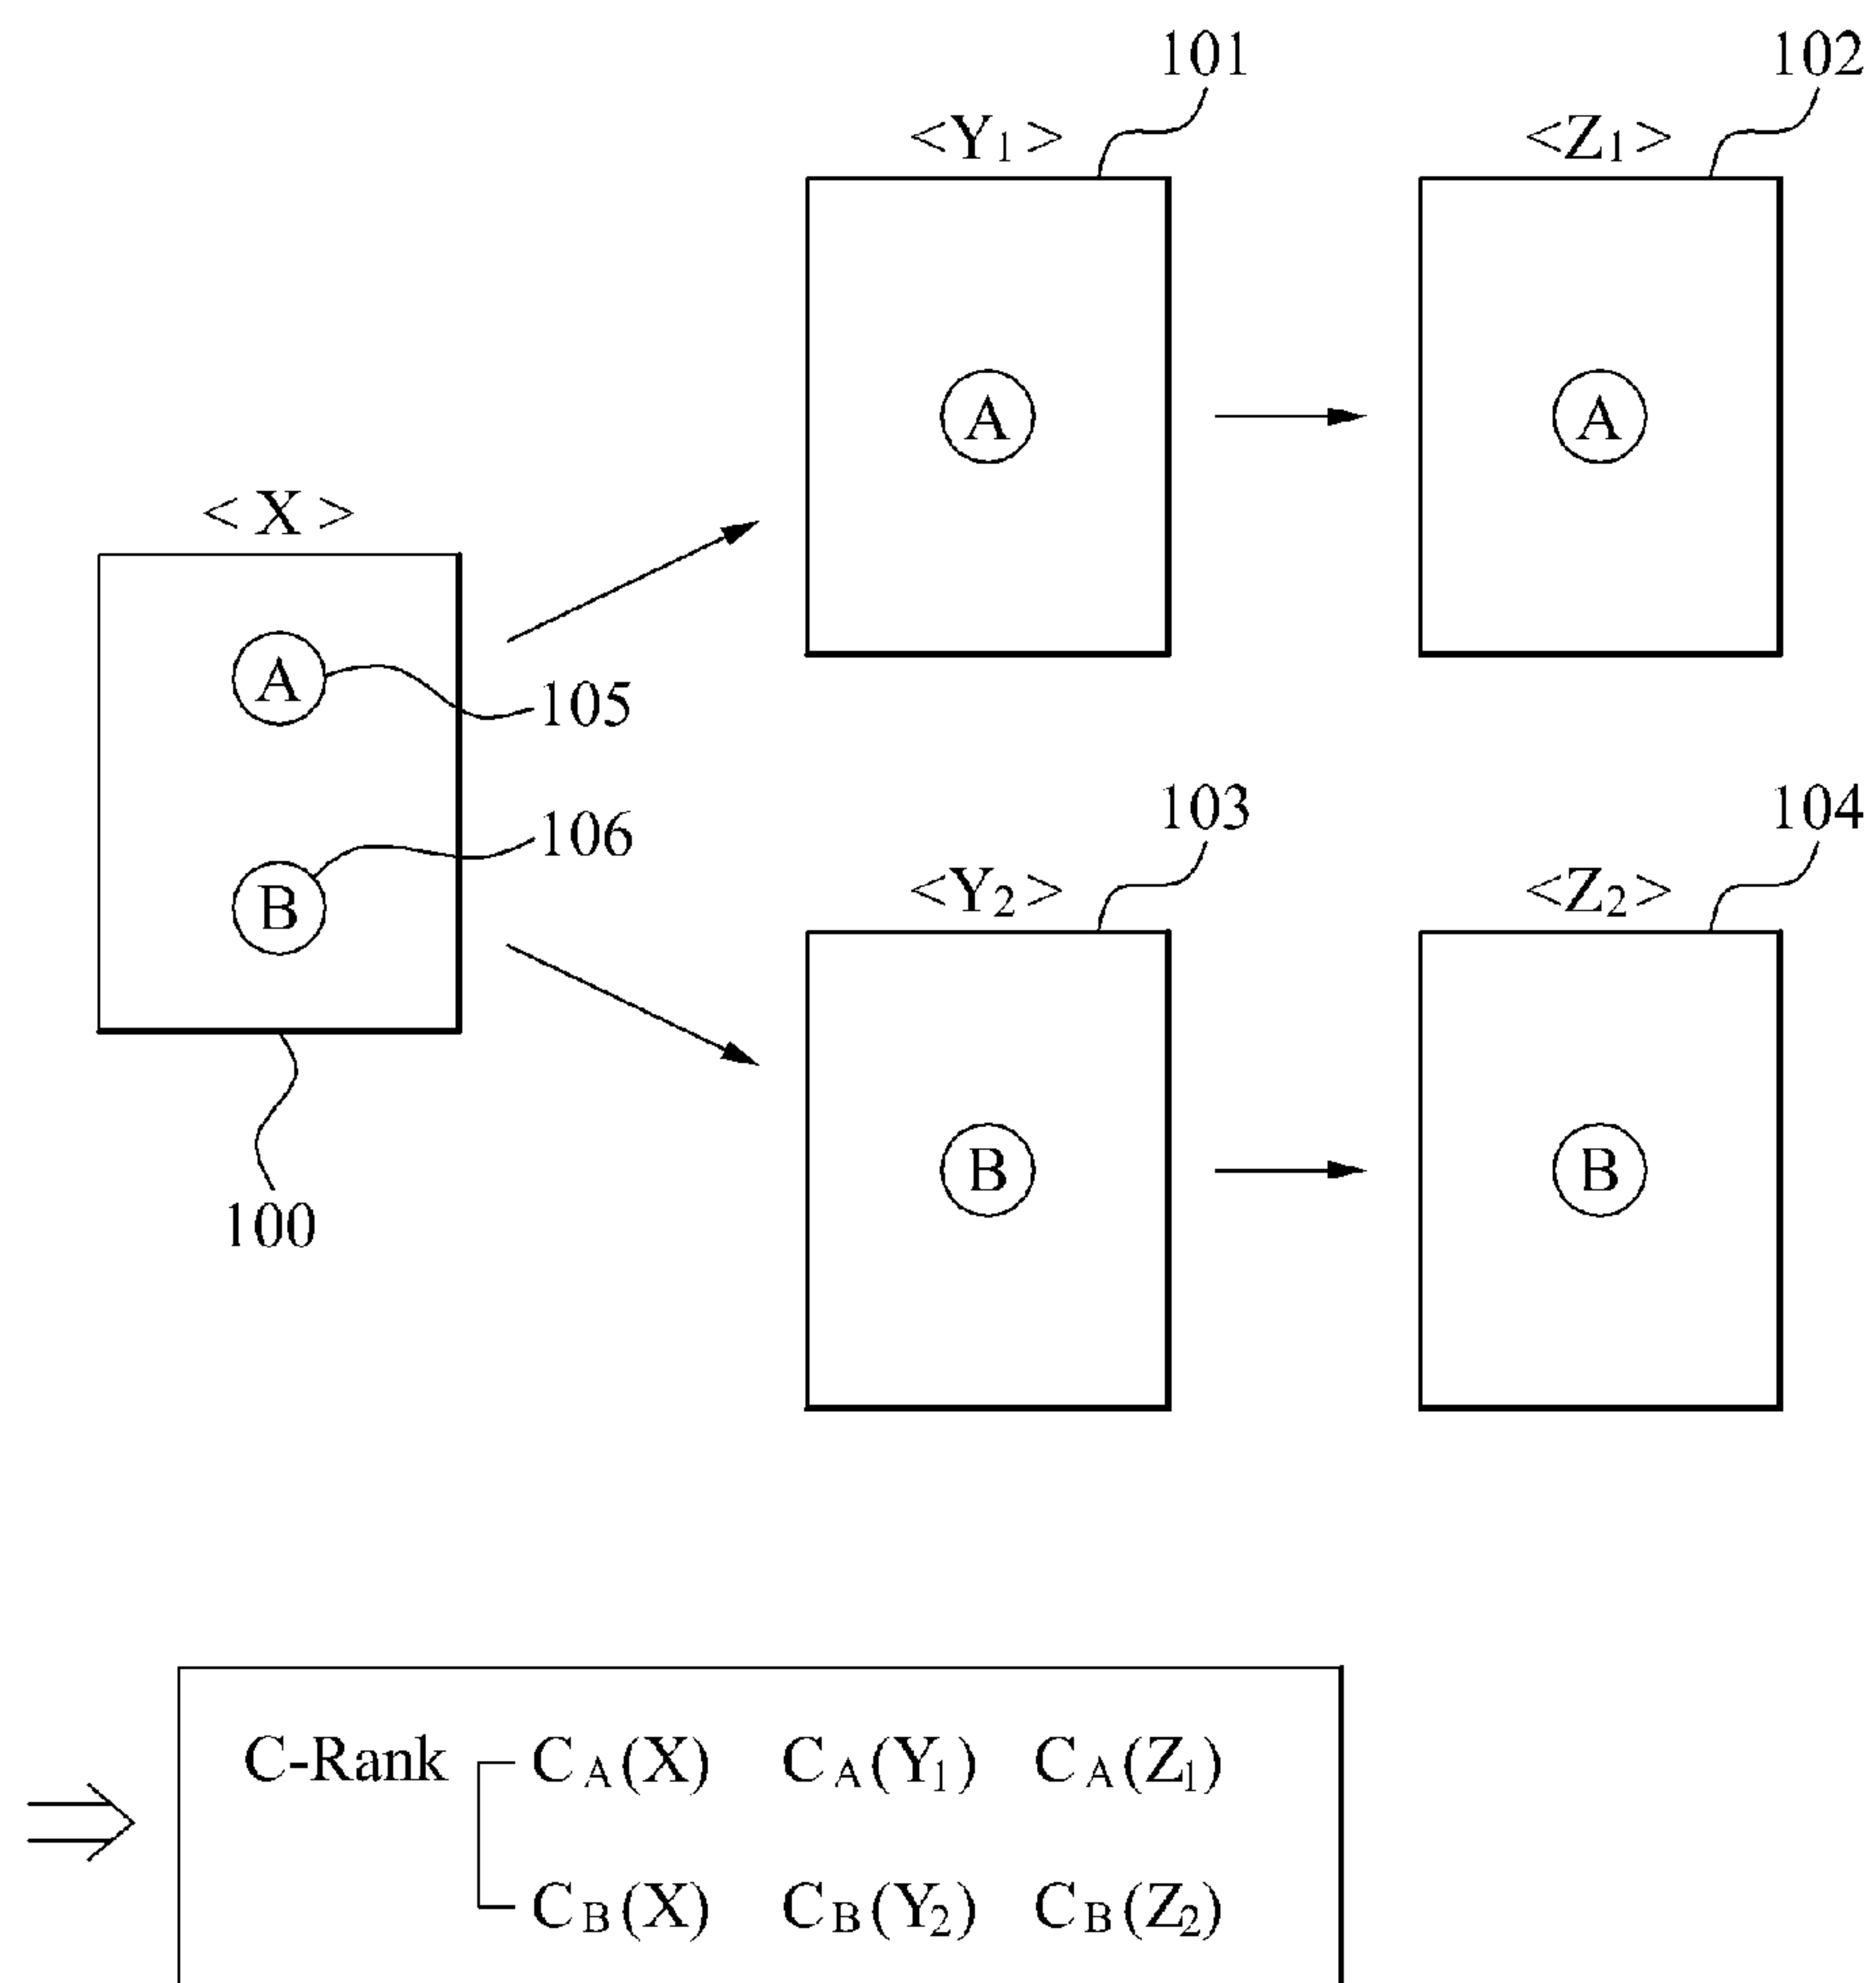 101
102
<Y1>
<Z1>
A
A
<X>
A
105
106
B
103
104
<Y2>
<Z2>
B
B
100
C-Rank CA(X) CA(Y1) CA(Z1)
CB(X) CB(Y2) CB(Z2)